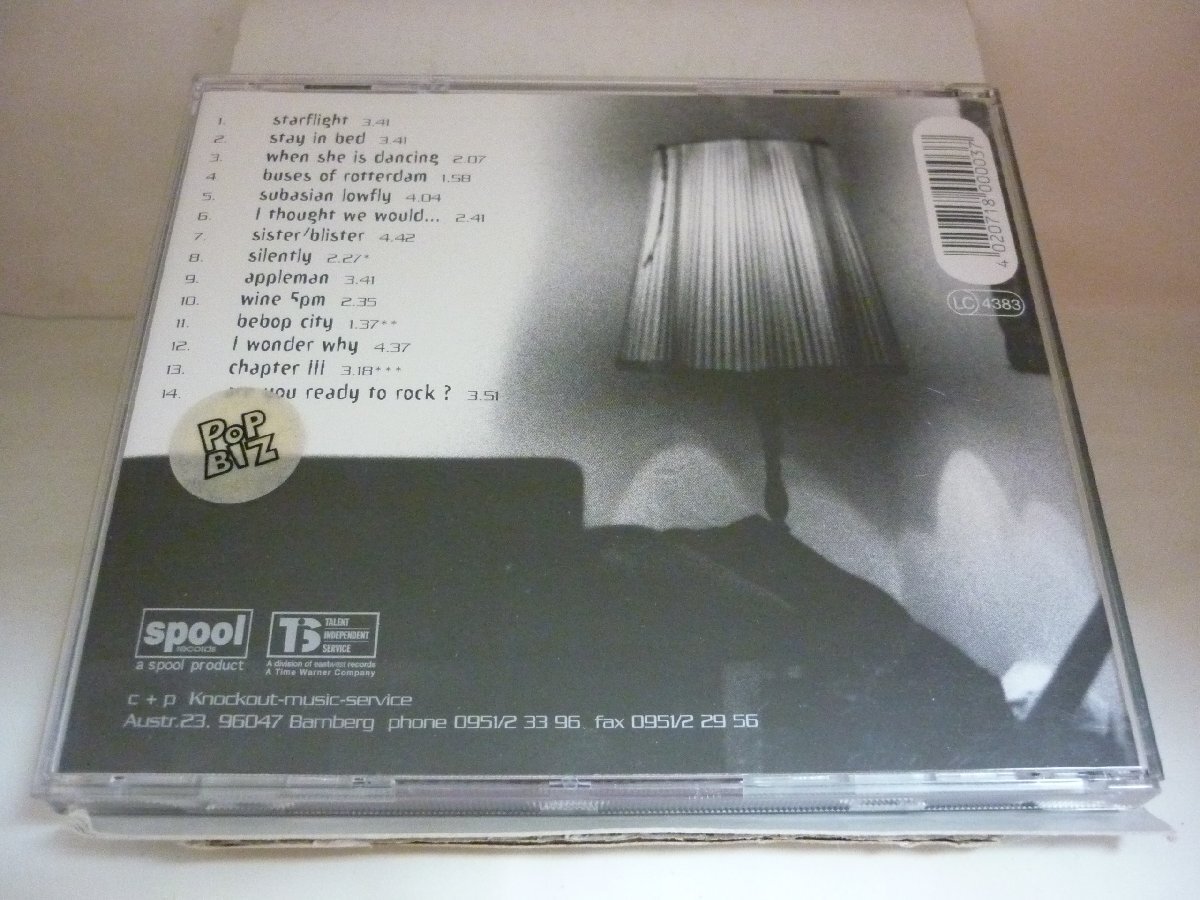 1. starflight 3.41
2. stay in bed 3.41
3. when she is dancing 2.07
4. buses of rotterdam 1.58
5. subasian lowfly 4.04
6. I thought we would... 2.41
7. sister/blister 4.42
8. silently 2.27*
9. appleman 3.41
10. wine 5pm 2.35
11. bebop city 1.37**
12. I wonder why 4.37
13. chapter III 3.18***
14. you ready to rock ? 3.51
POP
BIZ
4 020718 000037
LC 4383
spool
records
a spool product
TIS
TALENT
INDEPENDENT
SERVICE
A division of eastwest records
A Time Warner Company
c + p Knockout-music-service
Austr.23. 96047 Bamberg phone 0951/2 33 96. fax 0951/2 29 56